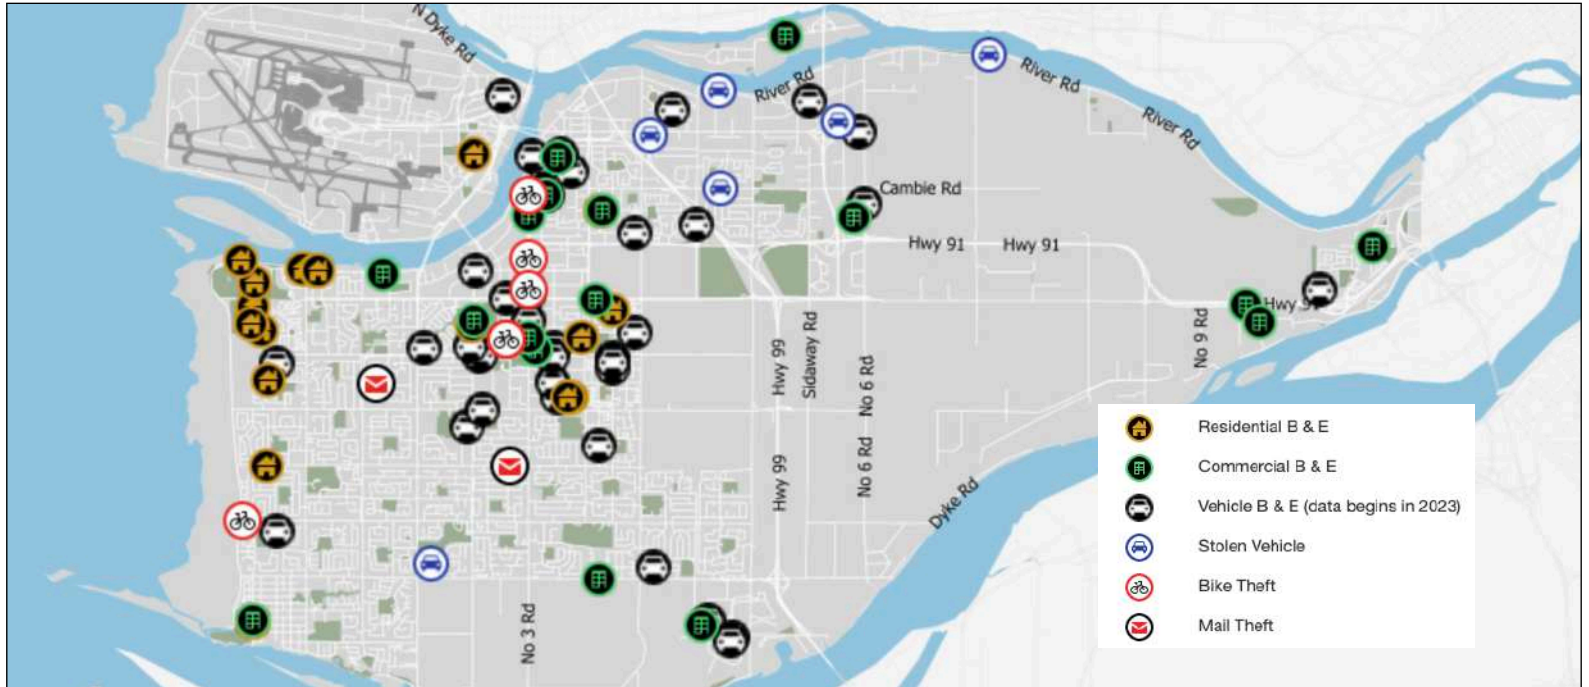 N Dyke Rd
River Rd
River Rd
River Rd
Cambie Rd
Hwy 91
Hwy 91
Hwy 9
No 9 Rd
Hwy 99
Sidaway Rd
No 6 Rd
Hwy 99
No 6 Rd
Dyke Rd
No 3 Rd
Residential B & E
Commercial B & E
Vehicle B & E (data begins in 2023)
Stolen Vehicle
Bike Theft
Mail Theft